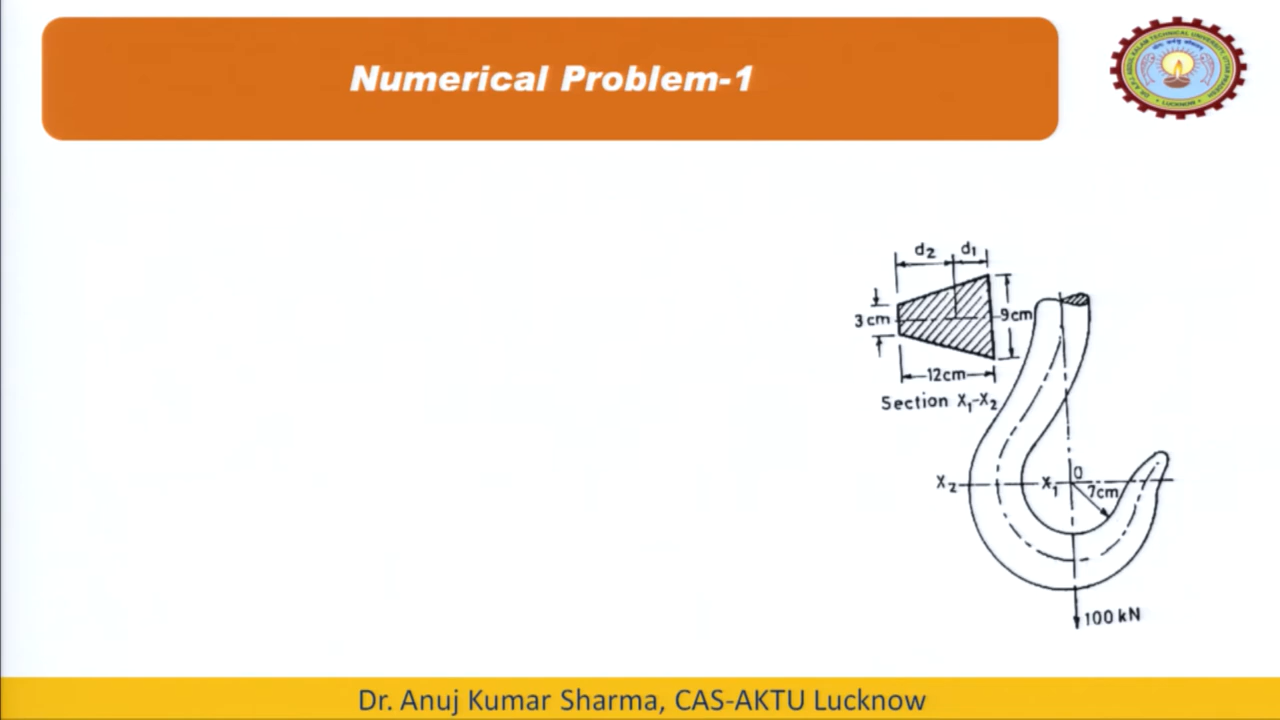 Numerical Problem-1
d2 d1
3 cm
9cm
12cm
Section X1-X2
X2 X1 O
7cm
100 kN
Dr. Anuj Kumar Sharma, CAS-AKTU Lucknow